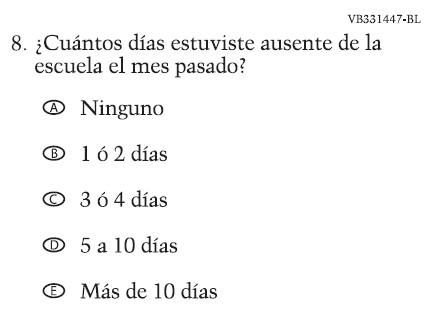 VB331447-BL
8. ¿Cuántos días estuviste ausente de la
escuela el mes pasado?
A Ninguno
B 1 ó 2 días
C 3 ó 4 días
D 5 a 10 días
E Más de 10 días